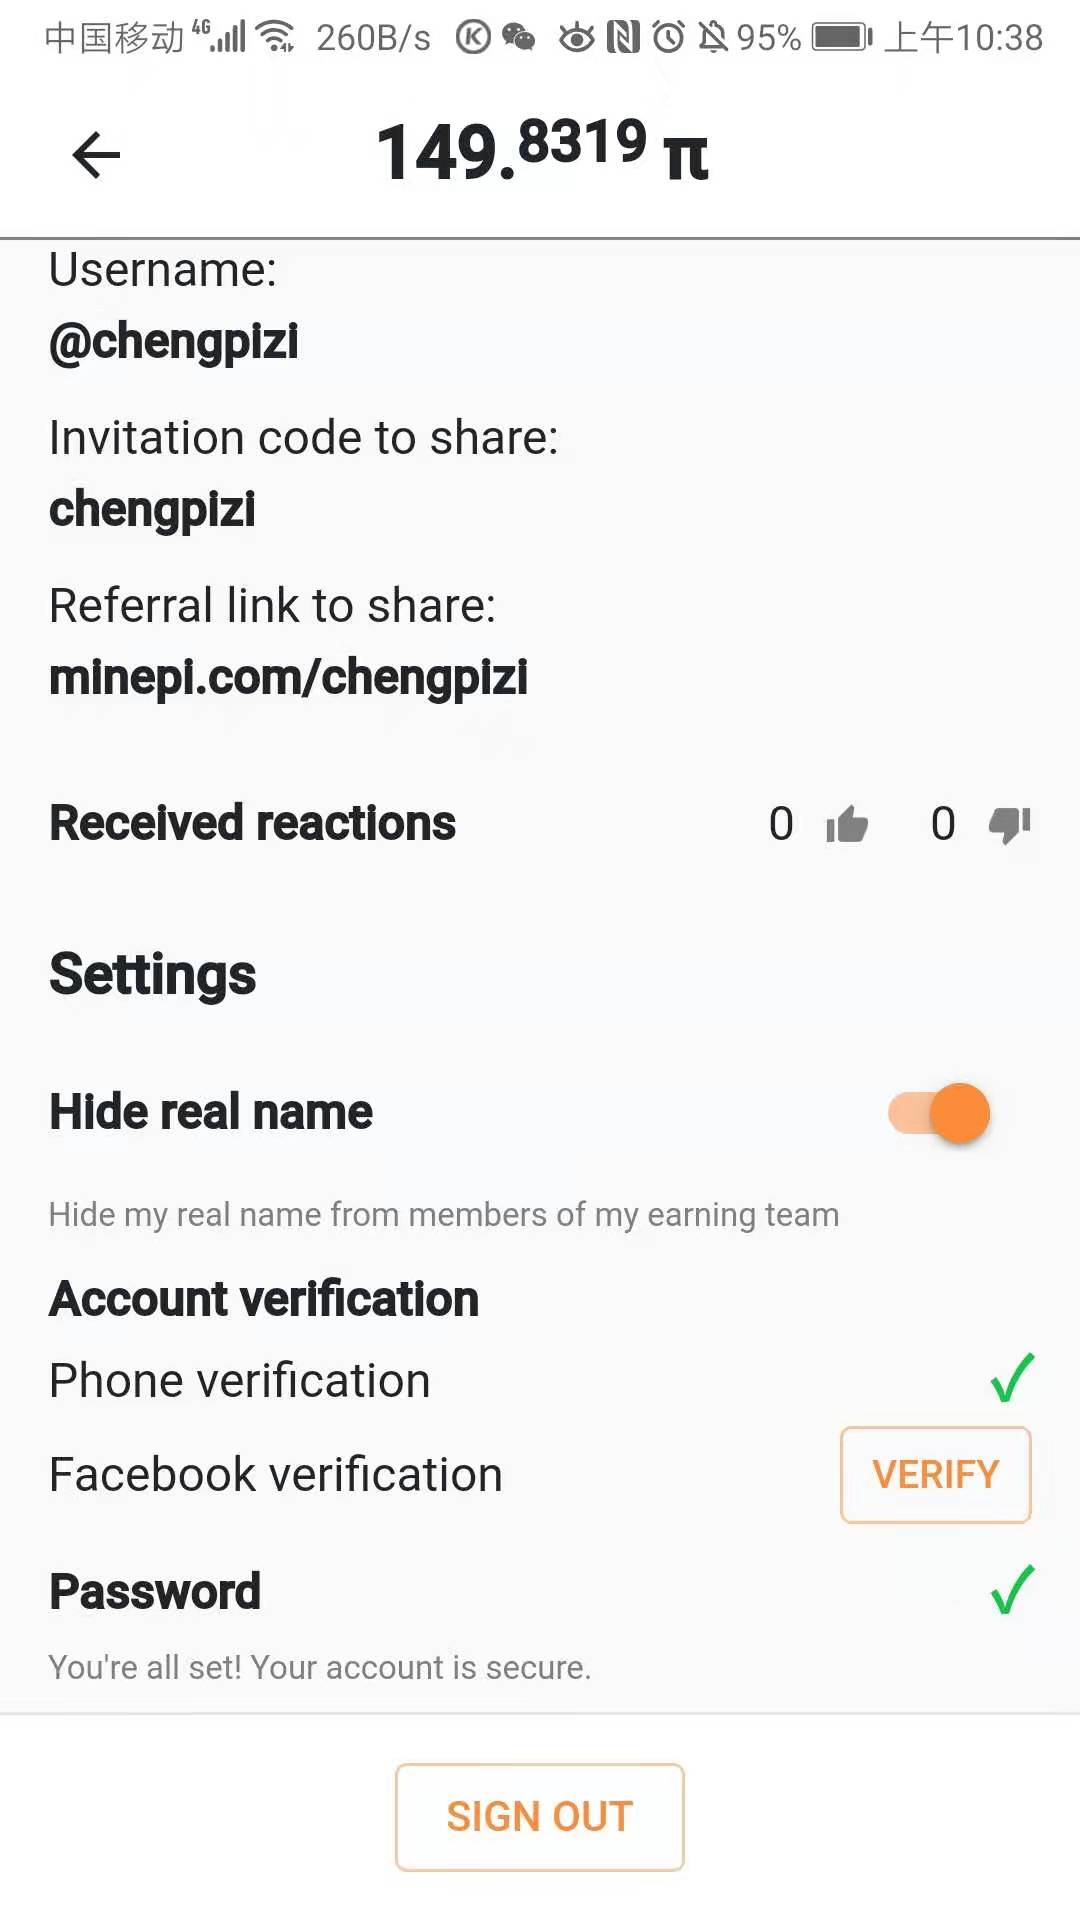 中国移动 4G 260B/s 95% 上午10:38
149.8319 π
Username:
@chengpizi
Invitation code to share:
chengpizi
Referral link to share:
minepi.com/chengpizi
Received reactions 0 0
Settings
Hide real name
Hide my real name from members of my earning team
Account verification
Phone verification
Facebook verification VERIFY
Password
You're all set! Your account is secure.
SIGN OUT